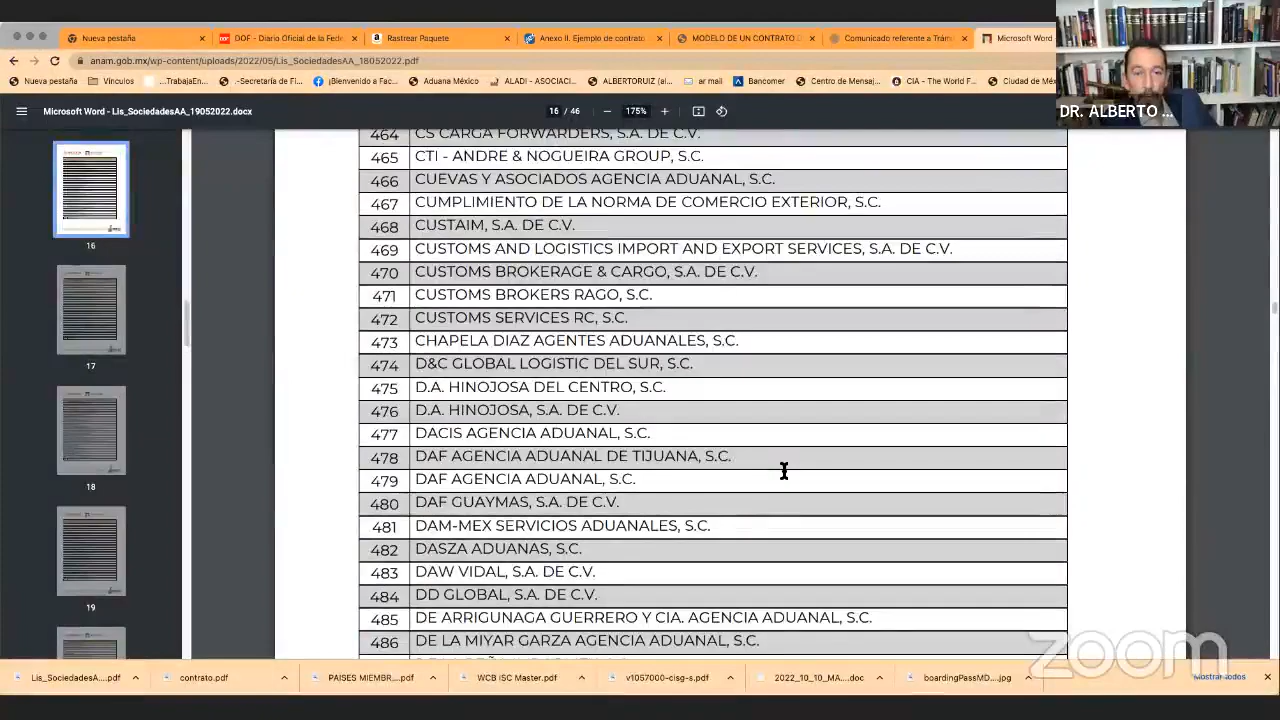 Nueva pestaña
DOF - Diario Oficial de la Fede
Rastrear Paquete
Anexo II. Ejemplo de contrato
MODELO DE UN CONTRATO D
Comunicado referente a Trám
Microsoft Word
anam.gob.mx/wp-content/uploads/2022/05/Lis_SociedadesAA_18052022.pdf
Nueva pestaña
Vínculos
...TrabajaEn...
-Secretaría de Fi...
¡Bienvenido a Fac...
Aduana México
ALADI - ASOCIACI...
ALBERTORUIZ (al...
ar mail
Bancomer
Centro de Mensaj...
CIA - The World F...
Ciudad de Méx
DR. ALBERTO ...
Microsoft Word - Lis_SociedadesAA_19052022.docx
16 / 46
175%
16
17
18
19
464 CS CARGA FORWARDERS, S.A. DE C.V.
465 CTI - ANDRE & NOGUEIRA GROUP, S.C.
466 CUEVAS Y ASOCIADOS AGENCIA ADUANAL, S.C.
467 CUMPLIMIENTO DE LA NORMA DE COMERCIO EXTERIOR, S.C.
468 CUSTAIM, S.A. DE C.V.
469 CUSTOMS AND LOGISTICS IMPORT AND EXPORT SERVICES, S.A. DE C.V.
470 CUSTOMS BROKERAGE & CARGO, S.A. DE C.V.
471 CUSTOMS BROKERS RAGO, S.C.
472 CUSTOMS SERVICES RC, S.C.
473 CHAPELA DIAZ AGENTES ADUANALES, S.C.
474 D&C GLOBAL LOGISTIC DEL SUR, S.C.
475 D.A. HINOJOSA DEL CENTRO, S.C.
476 D.A. HINOJOSA, S.A. DE C.V.
477 DACIS AGENCIA ADUANAL, S.C.
478 DAF AGENCIA ADUANAL DE TIJUANA, S.C.
479 DAF AGENCIA ADUANAL, S.C.
480 DAF GUAYMAS, S.A. DE C.V.
481 DAM-MEX SERVICIOS ADUANALES, S.C.
482 DASZA ADUANAS, S.C.
483 DAW VIDAL, S.A. DE C.V.
484 DD GLOBAL, S.A. DE C.V.
485 DE ARRIGUNAGA GUERRERO Y CIA. AGENCIA ADUANAL, S.C.
486 DE LA MIYAR GARZA AGENCIA ADUANAL, S.C.
zoom
Lis_SociedadesA....pdf
contrato.pdf
PAISES MIEMBR....pdf
WCB ISC Master.pdf
v1057000-cisg-s.pdf
2022_10_10_MA....doc
boardingPassMD....jpg
Mostrar todos